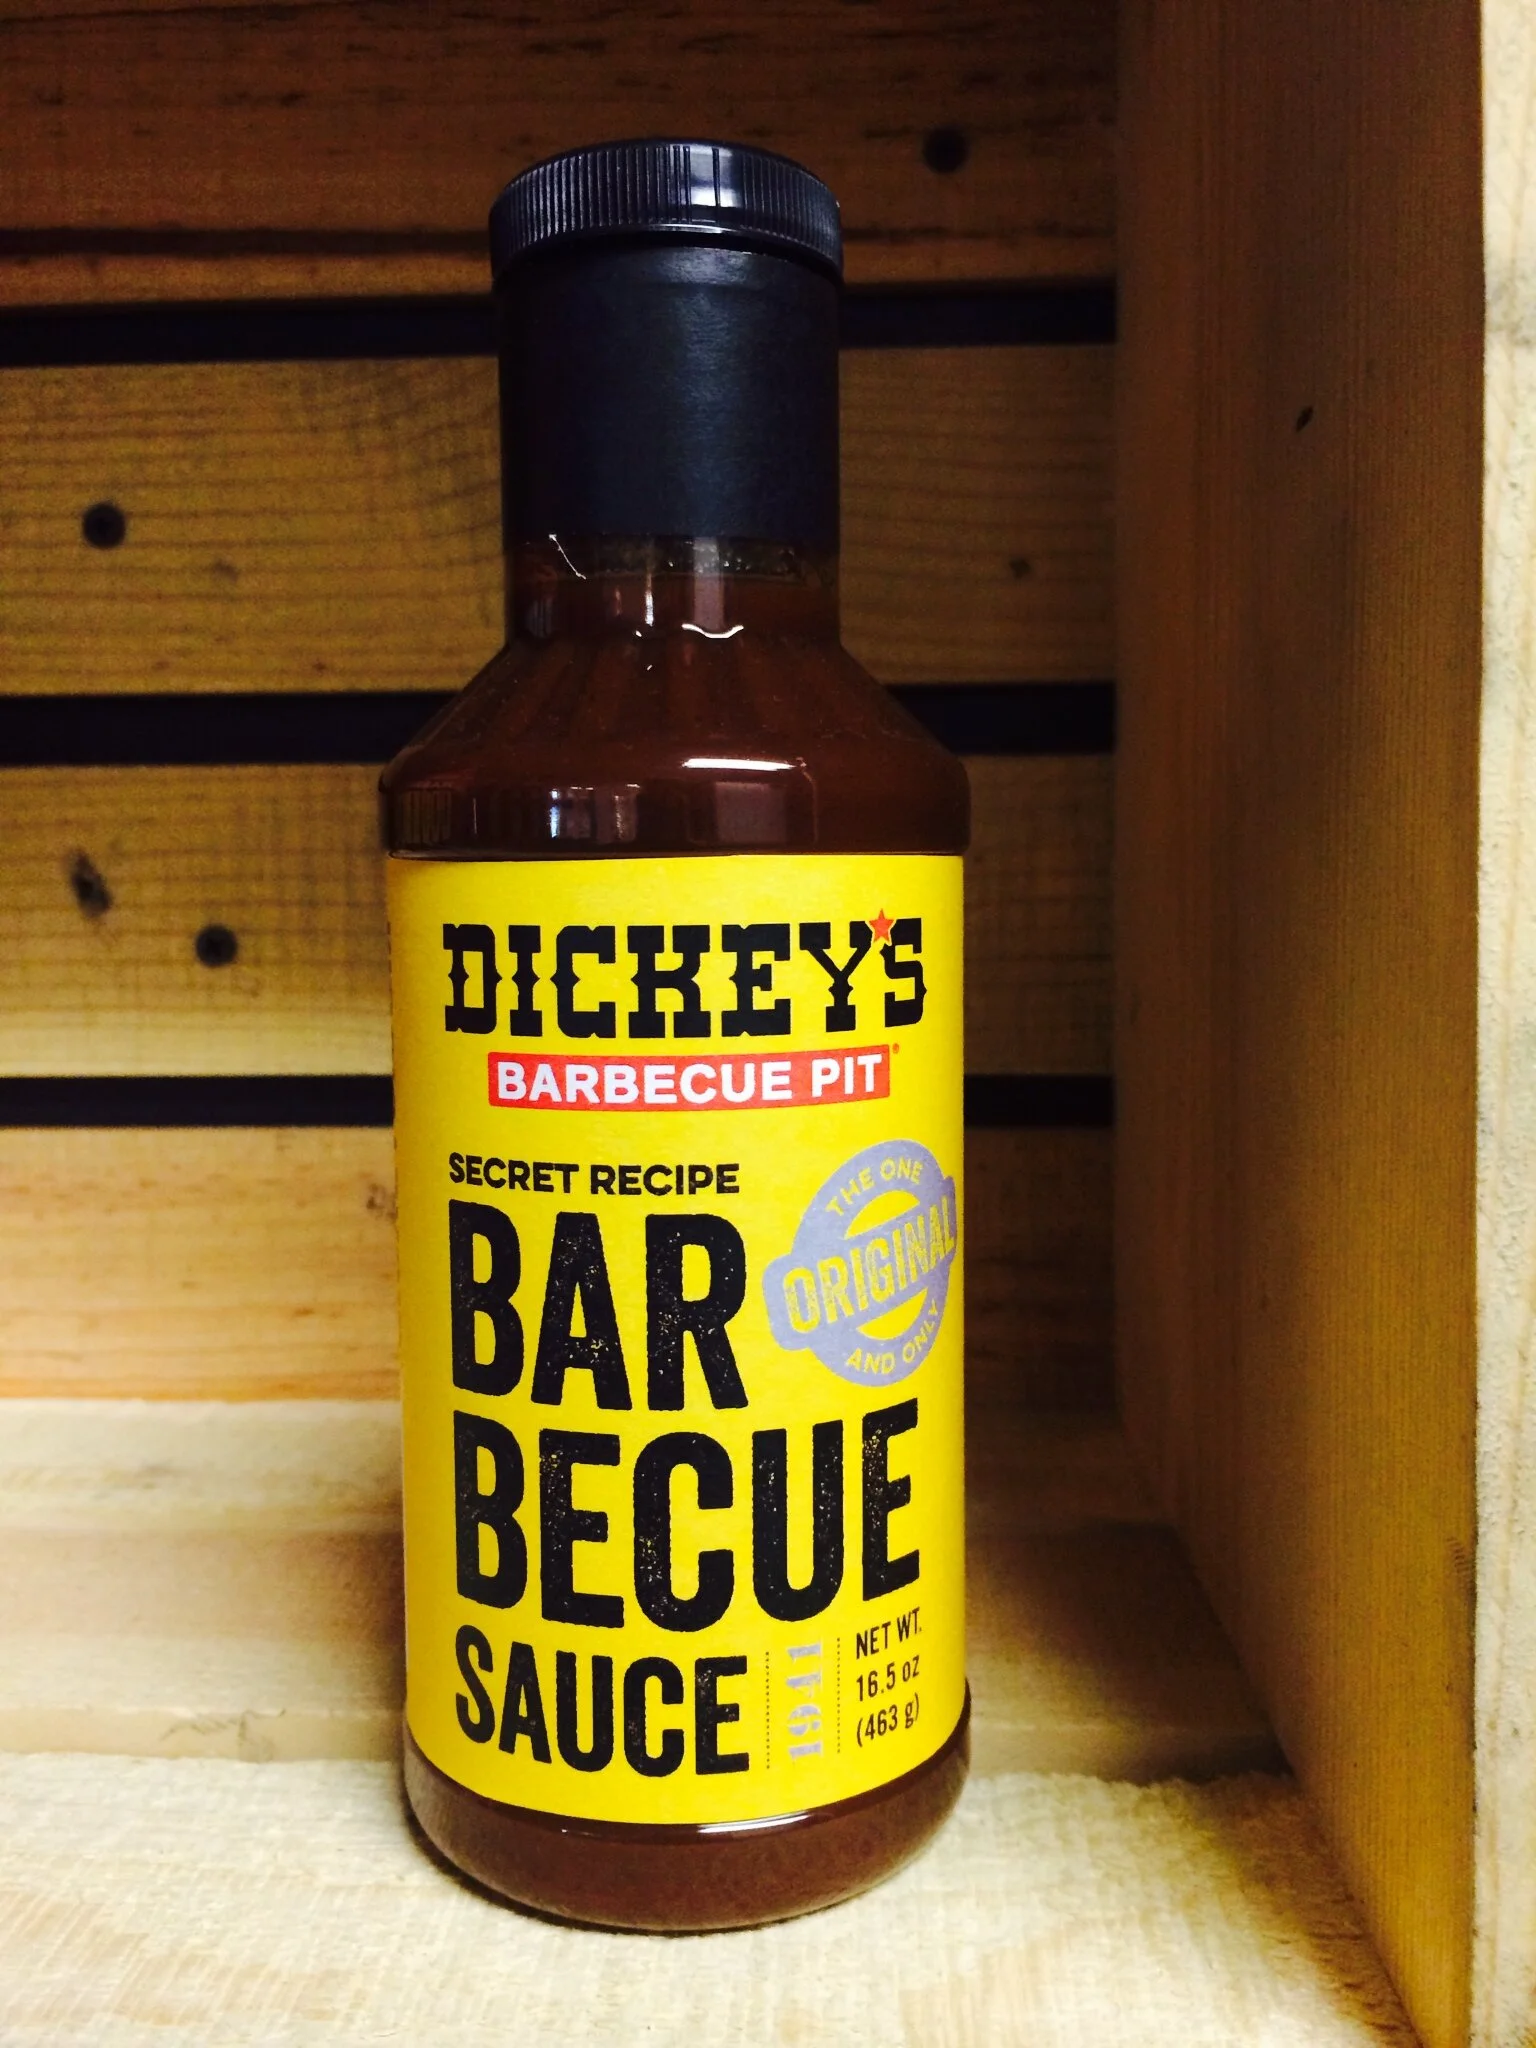 DICKEY'S
BARBECUE PIT
SECRET RECIPE
BAR
BECUE
SAUCE
THE ONE
ORIGINAL
AND ONLY
1941
NET WT.
16.5 oz
(463 g)